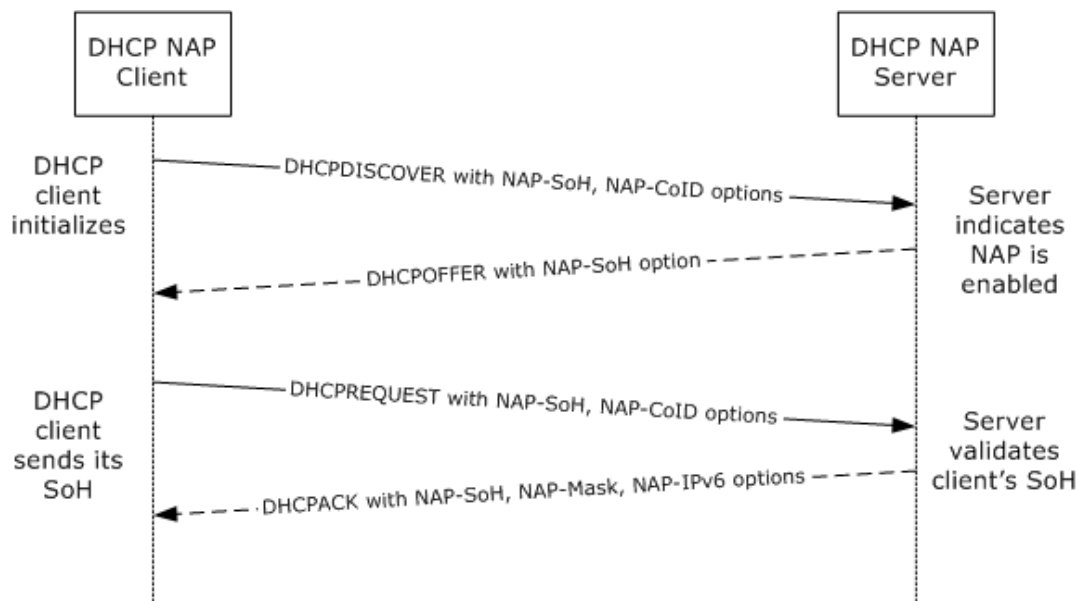 DHCP NAP
Client
DHCP NAP
Server
DHCP
client
initializes
DHCPDISCOVER with NAP-SoH, NAP-CoID options
Server
indicates
NAP is
enabled
DHCPOFFER with NAP-SoH option
DHCP
client
sends its
SoH
DHCPREQUEST with NAP-SoH, NAP-CoID options
Server
validates
client's SoH
DHCPACK with NAP-SoH, NAP-Mask, NAP-IPv6 options